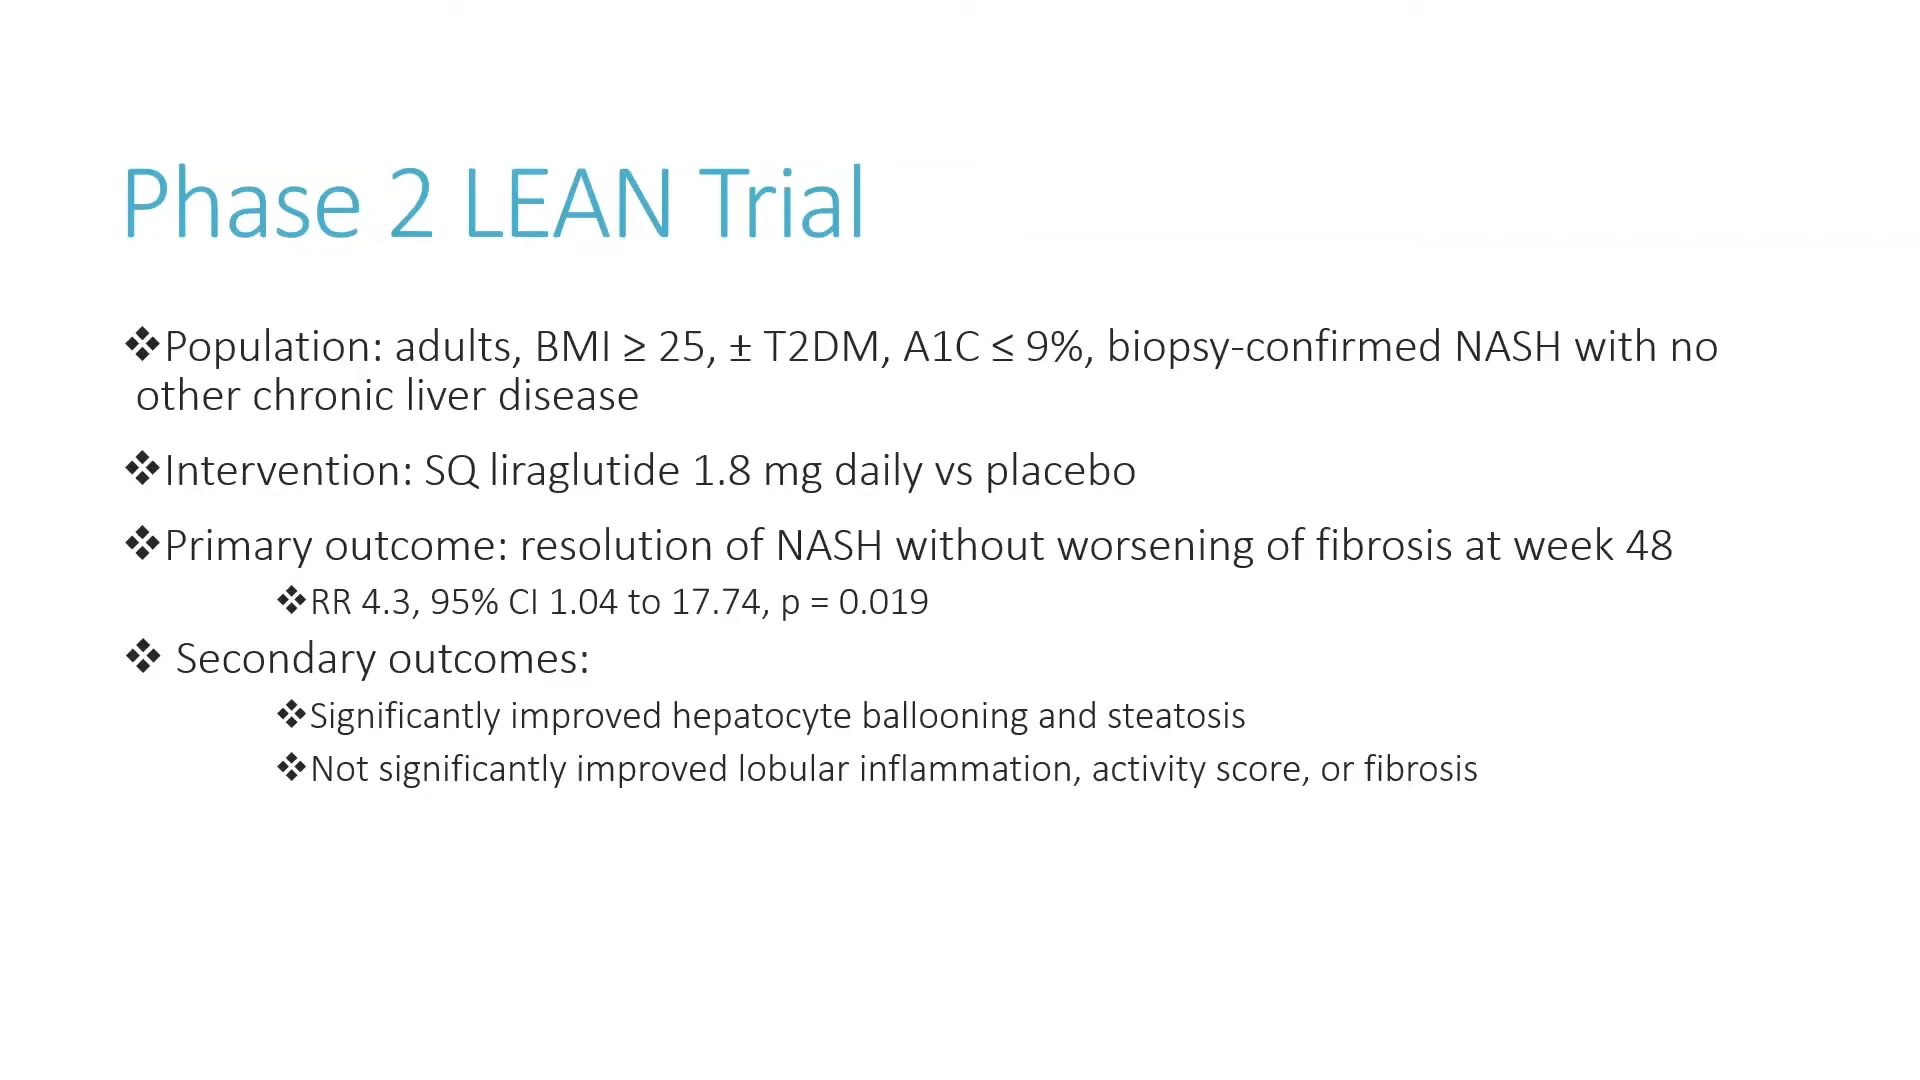 Phase 2 LEAN Trial
❖Population: adults, BMI ≥ 25, ± T2DM, A1C ≤ 9%, biopsy-confirmed NASH with no
other chronic liver disease
❖Intervention: SQ liraglutide 1.8 mg daily vs placebo
❖Primary outcome: resolution of NASH without worsening of fibrosis at week 48
❖RR 4.3, 95% CI 1.04 to 17.74, p = 0.019
❖ Secondary outcomes:
❖Significantly improved hepatocyte ballooning and steatosis
❖Not significantly improved lobular inflammation, activity score, or fibrosis